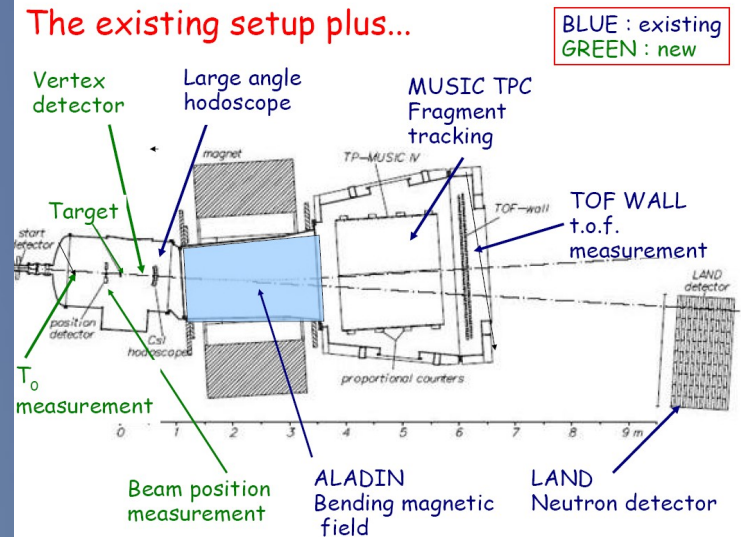 The existing setup plus...
BLUE : existing
GREEN : new
Vertex
detector
Large angle
hodoscope
MUSIC TPC
Fragment
tracking
magnet
TP-MUSIC IV
Target
TOF-wall
TOF WALL
t.o.f.
measurement
start
detector
LAND
detector
position
detector
CsI
hodoscope
proportional counters
T0
measurement
0 1 2 3 4 5 6 7 8 9 m
Beam position
measurement
ALADIN
Bending magnetic
field
LAND
Neutron detector